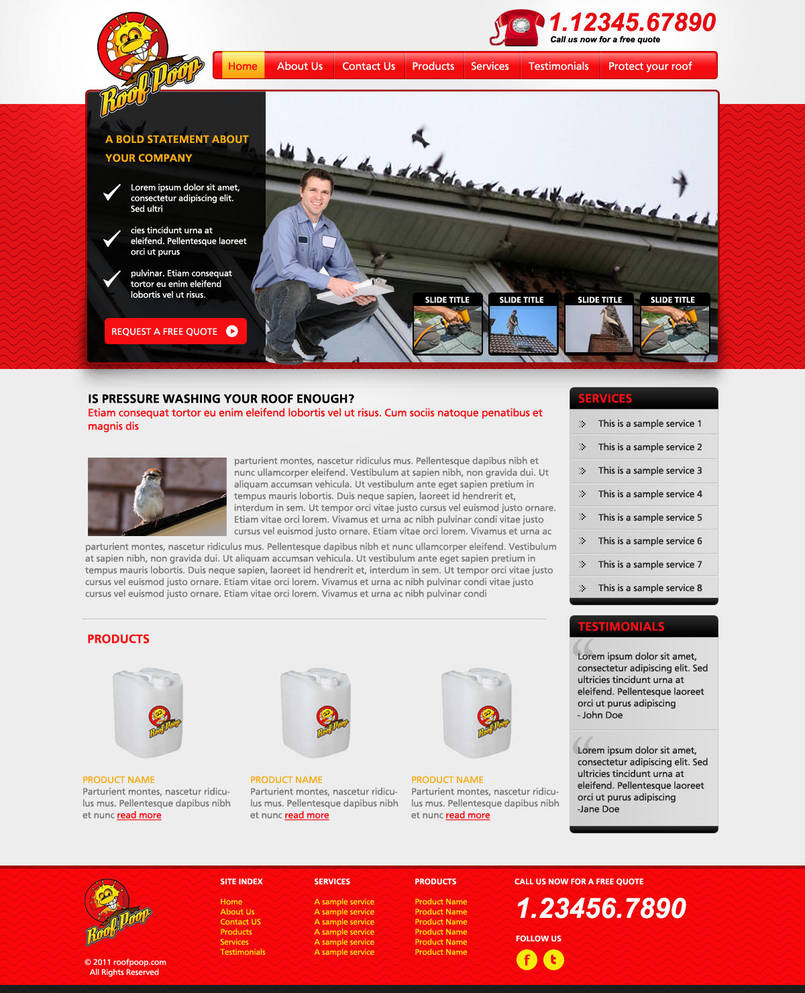 Roof Poop
1.12345.67890
Call us now for a free quote
Home
About Us
Contact Us
Products
Services
Testimonials
Protect your roof
A BOLD STATEMENT ABOUT
YOUR COMPANY
Lorem ipsum dolor sit amet,
consectetur adipiscing elit.
Sed ultri
cies tincidunt urna at
eleifend. Pellentesque laoreet
orci ut purus
pulvinar. Etiam consequat
tortor eu enim eleifend
lobortis vel ut risus.
REQUEST A FREE QUOTE
SLIDE TITLE
SLIDE TITLE
SLIDE TITLE
SLIDE TITLE
IS PRESSURE WASHING YOUR ROOF ENOUGH?
Etiam consequat tortor eu enim eleifend lobortis vel ut risus. Cum sociis natoque penatibus et
magnis dis
parturient montes, nascetur ridiculus mus. Pellentesque dapibus nibh et
nunc ullamcorper eleifend. Vestibulum at sapien nibh, non gravida dui. Ut
aliquam accumsan vehicula. Ut vestibulum ante eget sapien pretium in
tempus mauris lobortis. Duis neque sapien, laoreet id hendrerit et,
interdum in sem. Ut tempor orci vitae justo cursus vel euismod justo ornare.
Etiam vitae orci lorem. Vivamus et urna ac nibh pulvinar condi vitae justo
cursus vel euismod justo ornare. Etiam vitae orci lorem. Vivamus et urna ac
parturient montes, nascetur ridiculus mus. Pellentesque dapibus nibh et nunc ullamcorper eleifend. Vestibulum
at sapien nibh, non gravida dui. Ut aliquam accumsan vehicula. Ut vestibulum ante eget sapien pretium in
tempus mauris lobortis. Duis neque sapien, laoreet id hendrerit et, interdum in sem. Ut tempor orci vitae justo
cursus vel euismod justo ornare. Etiam vitae orci lorem. Vivamus et urna ac nibh pulvinar condi vitae justo
cursus vel euismod justo ornare. Etiam vitae orci lorem. Vivamus et urna ac nibh pulvinar condi
SERVICES
This is a sample service 1
This is a sample service 2
This is a sample service 3
This is a sample service 4
This is a sample service 5
This is a sample service 6
This is a sample service 7
This is a sample service 8
TESTIMONIALS
Lorem ipsum dolor sit amet,
consectetur adipiscing elit. Sed
ultricies tincidunt urna at
eleifend. Pellentesque laoreet
orci ut purus adipiscing
- John Doe
Lorem ipsum dolor sit amet,
consectetur adipiscing elit. Sed
ultricies tincidunt urna at
eleifend. Pellentesque laoreet
orci ut purus adipiscing
-Jane Doe
PRODUCTS
Roof Poop
Roof Poop
Roof Poop
PRODUCT NAME
Parturient montes, nascetur ridicu-
lus mus. Pellentesque dapibus nibh
et nunc read more
PRODUCT NAME
Parturient montes, nascetur ridicu-
lus mus. Pellentesque dapibus nibh
et nunc read more
PRODUCT NAME
Parturient montes, nascetur ridicu-
lus mus. Pellentesque dapibus nibh
et nunc read more
Roof Poop
© 2011 roofpoop.com
All Rights Reserved
SITE INDEX
Home
About Us
Contact US
Products
Services
Testimonials
SERVICES
A sample service
A sample service
A sample service
A sample service
A sample service
A sample service
PRODUCTS
Product Name
Product Name
Product Name
Product Name
Product Name
Product Name
CALL US NOW FOR A FREE QUOTE
1.23456.7890
FOLLOW US
f t